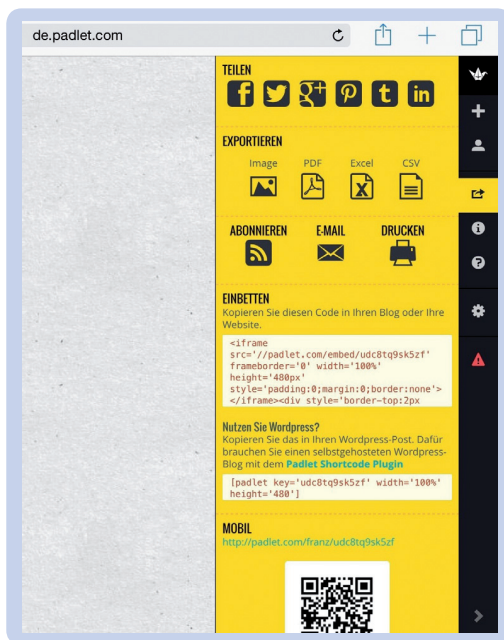 de.padlet.com
TEILEN
EXPORTIEREN
Image PDF Excel CSV
ABONNIEREN E-MAIL DRUCKEN
EINBETTEN
Kopieren Sie diesen Code in Ihren Blog oder Ihre
Website.
<iframe
src='//padlet.com/embed/udc8tq9sk5zf'
frameborder='0' width='100%'
height='480px'
style='padding:0;margin:0;border:none'>
</iframe><div style='border-top:2px
Nutzen Sie Wordpress?
Kopieren Sie das in Ihren Wordpress-Post. Dafür
brauchen Sie einen selbstgehosteten Wordpress-
Blog mit dem Padlet Shortcode Plugin
[padlet key='udc8tq9sk5zf' width='100%'
height='480']
MOBIL
http://padlet.com/franz/udc8tq9sk5zf